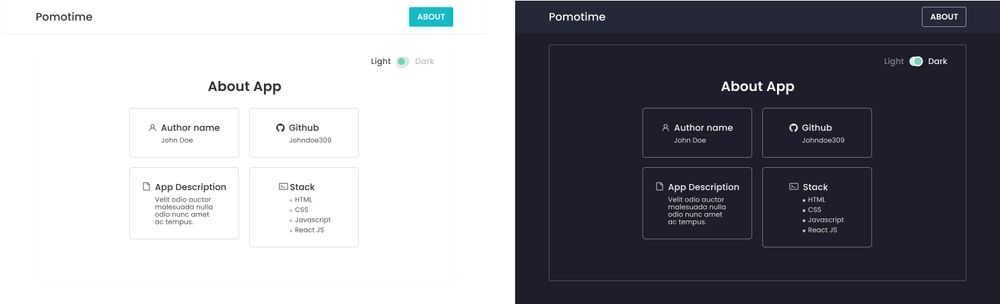 Pomotime
ABOUT
Light Dark
About App
Author name
John Doe
Github
Johndoe309
App Description
Velit odio auctor
malesuada nulla
odio nunc amet
ac tempus.
Stack
HTML
CSS
Javascript
React JS
Pomotime
ABOUT
Light Dark
About App
Author name
John Doe
Github
Johndoe309
App Description
Velit odio auctor
malesuada nulla
odio nunc amet
ac tempus.
Stack
HTML
CSS
Javascript
React JS